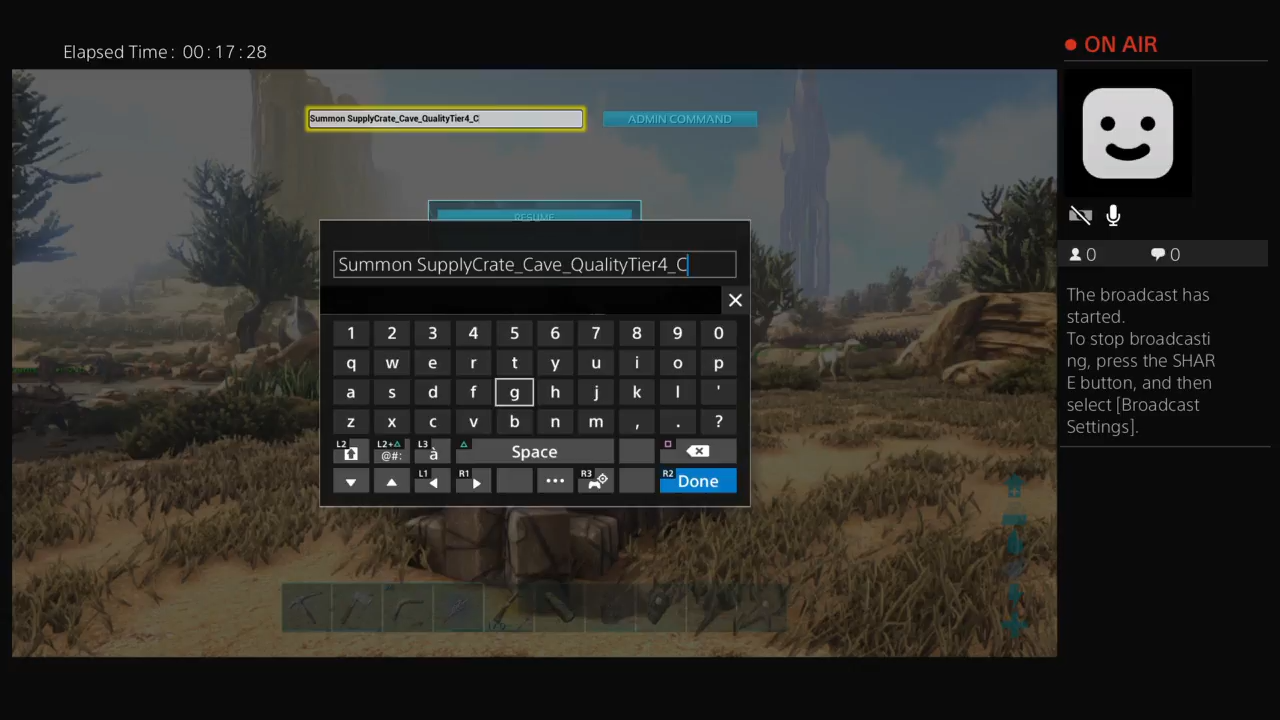 Elapsed Time: 00:17:28
ON AIR
Summon SupplyCrate_Cave_QualityTier4_C
ADMIN COMMAND
RESUME
Summon SupplyCrate_Cave_QualityTier4_C
1 2 3 4 5 6 7 8 9 0
q w e r t y u i o p
a s d f g h j k l '
z x c v b n m , . ?
L2 L2+△ @#: L3 à △ Space
L1 R1 ... R3 R2 Done
0 0
The broadcast has
started.
To stop broadcasti
ng, press the SHAR
E button, and then
select [Broadcast
Settings].